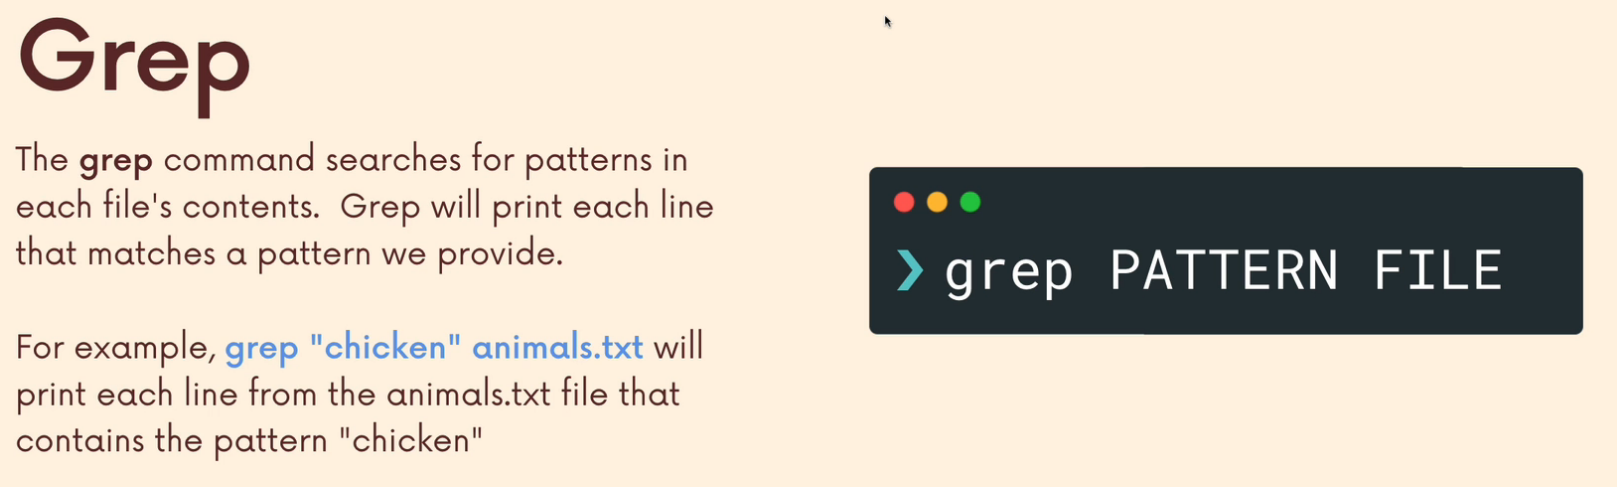 Grep
The grep command searches for patterns in
each file's contents.  Grep will print each line
that matches a pattern we provide.
For example, grep "chicken" animals.txt will
print each line from the animals.txt file that
contains the pattern "chicken"
❯ grep PATTERN FILE